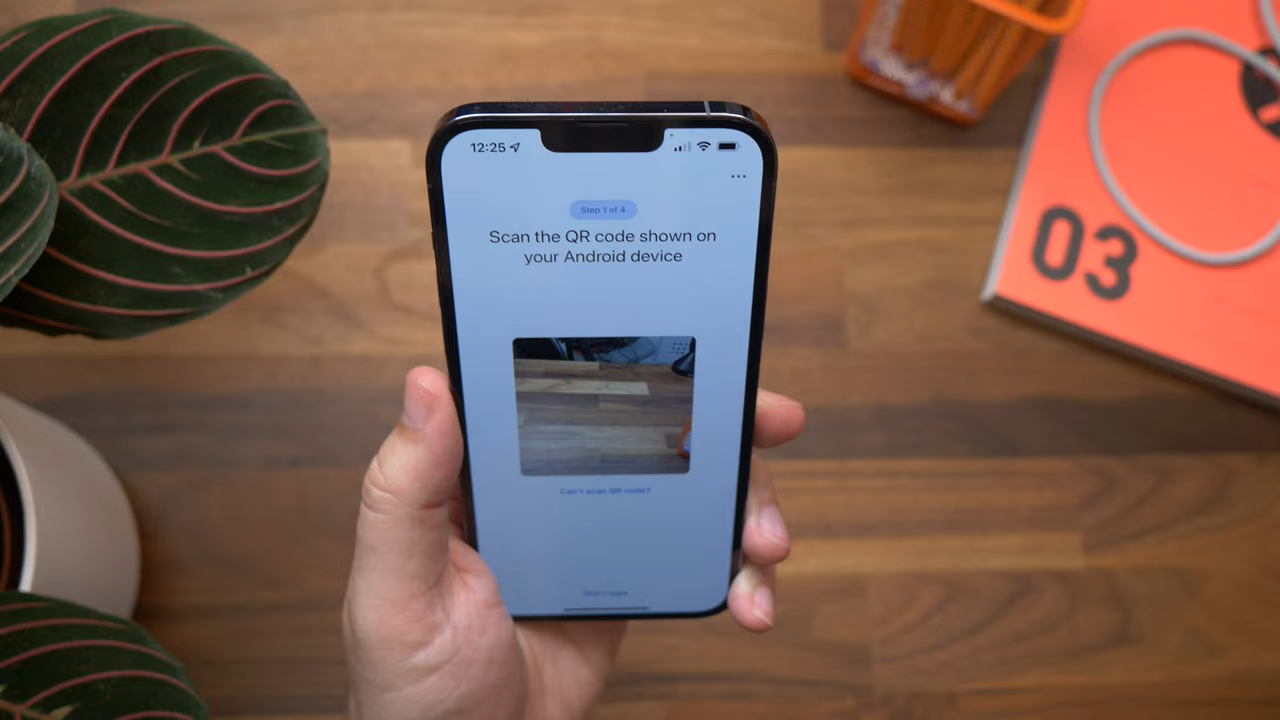 12:25
Step 1 of 4
Scan the QR code shown on
your Android device
Can't scan QR code?
03